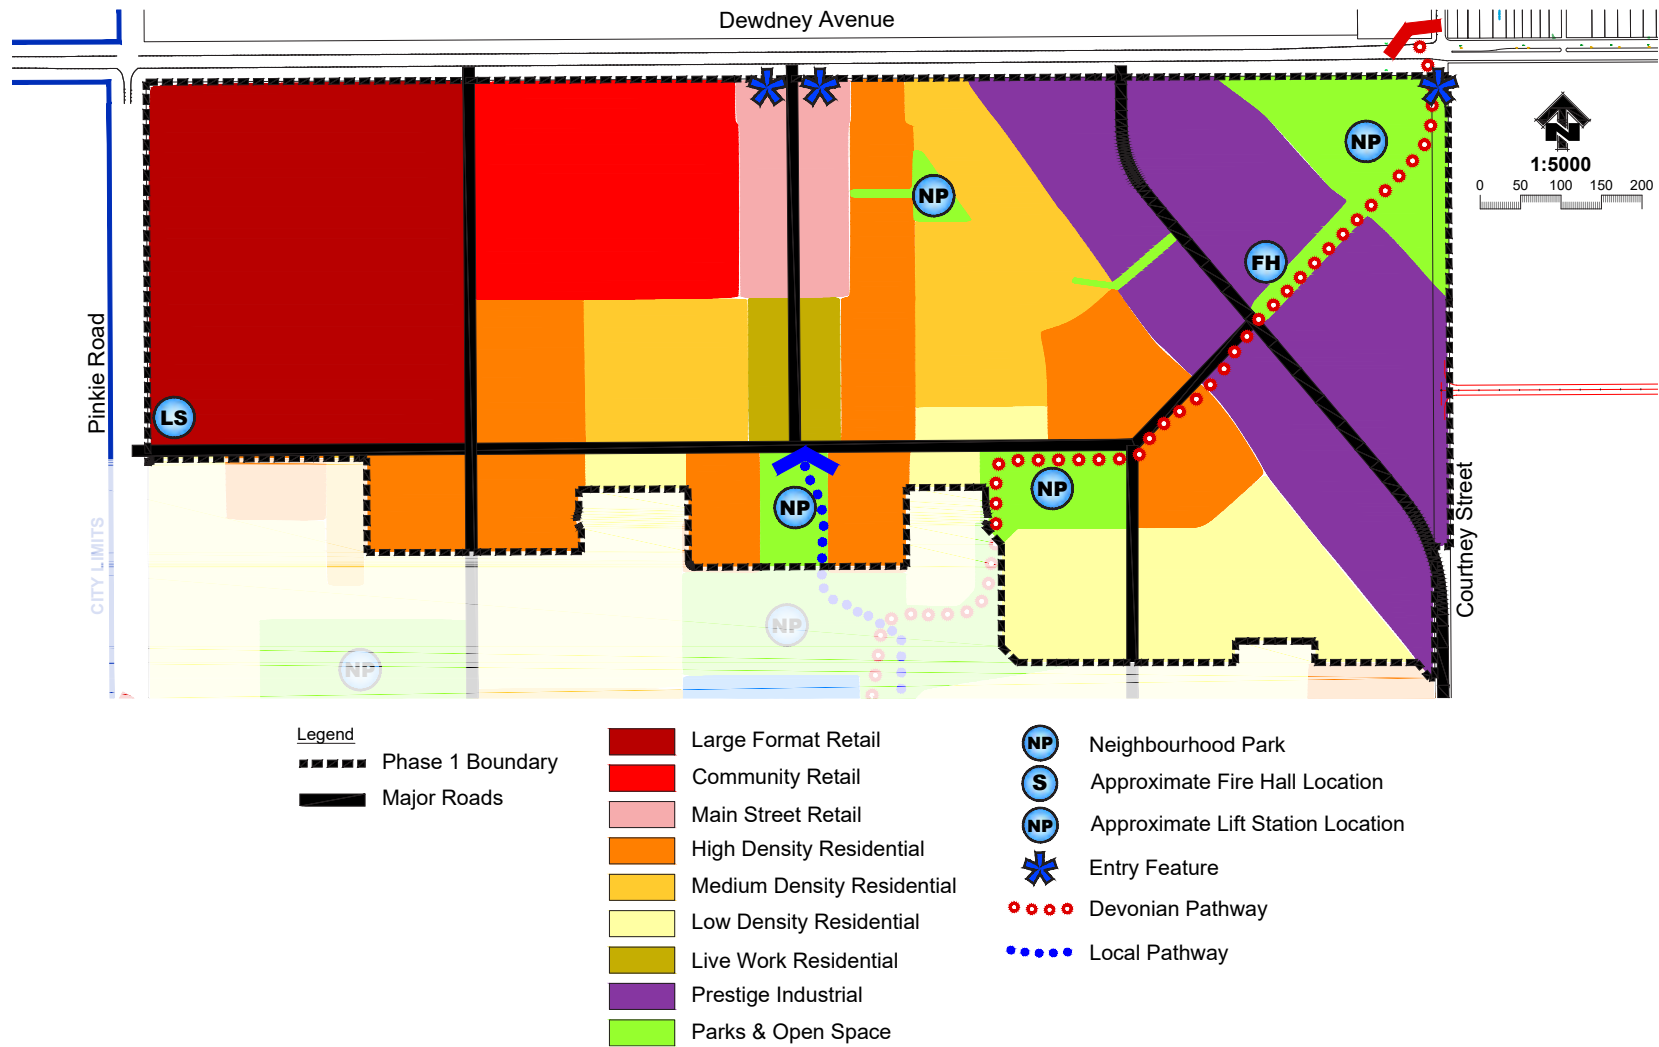 Dewdney Avenue
NP
1:5000
0 50 100 150 200
NP
FH
Pinkie Road
LS
NP
NP
CITY LIMITS
Courtney Street
NP
NP
Legend
Phase 1 Boundary
Major Roads
Large Format Retail
Community Retail
Main Street Retail
High Density Residential
Medium Density Residential
Low Density Residential
Live Work Residential
Prestige Industrial
Parks & Open Space
NP Neighbourhood Park
S Approximate Fire Hall Location
NP Approximate Lift Station Location
Entry Feature
Devonian Pathway
Local Pathway